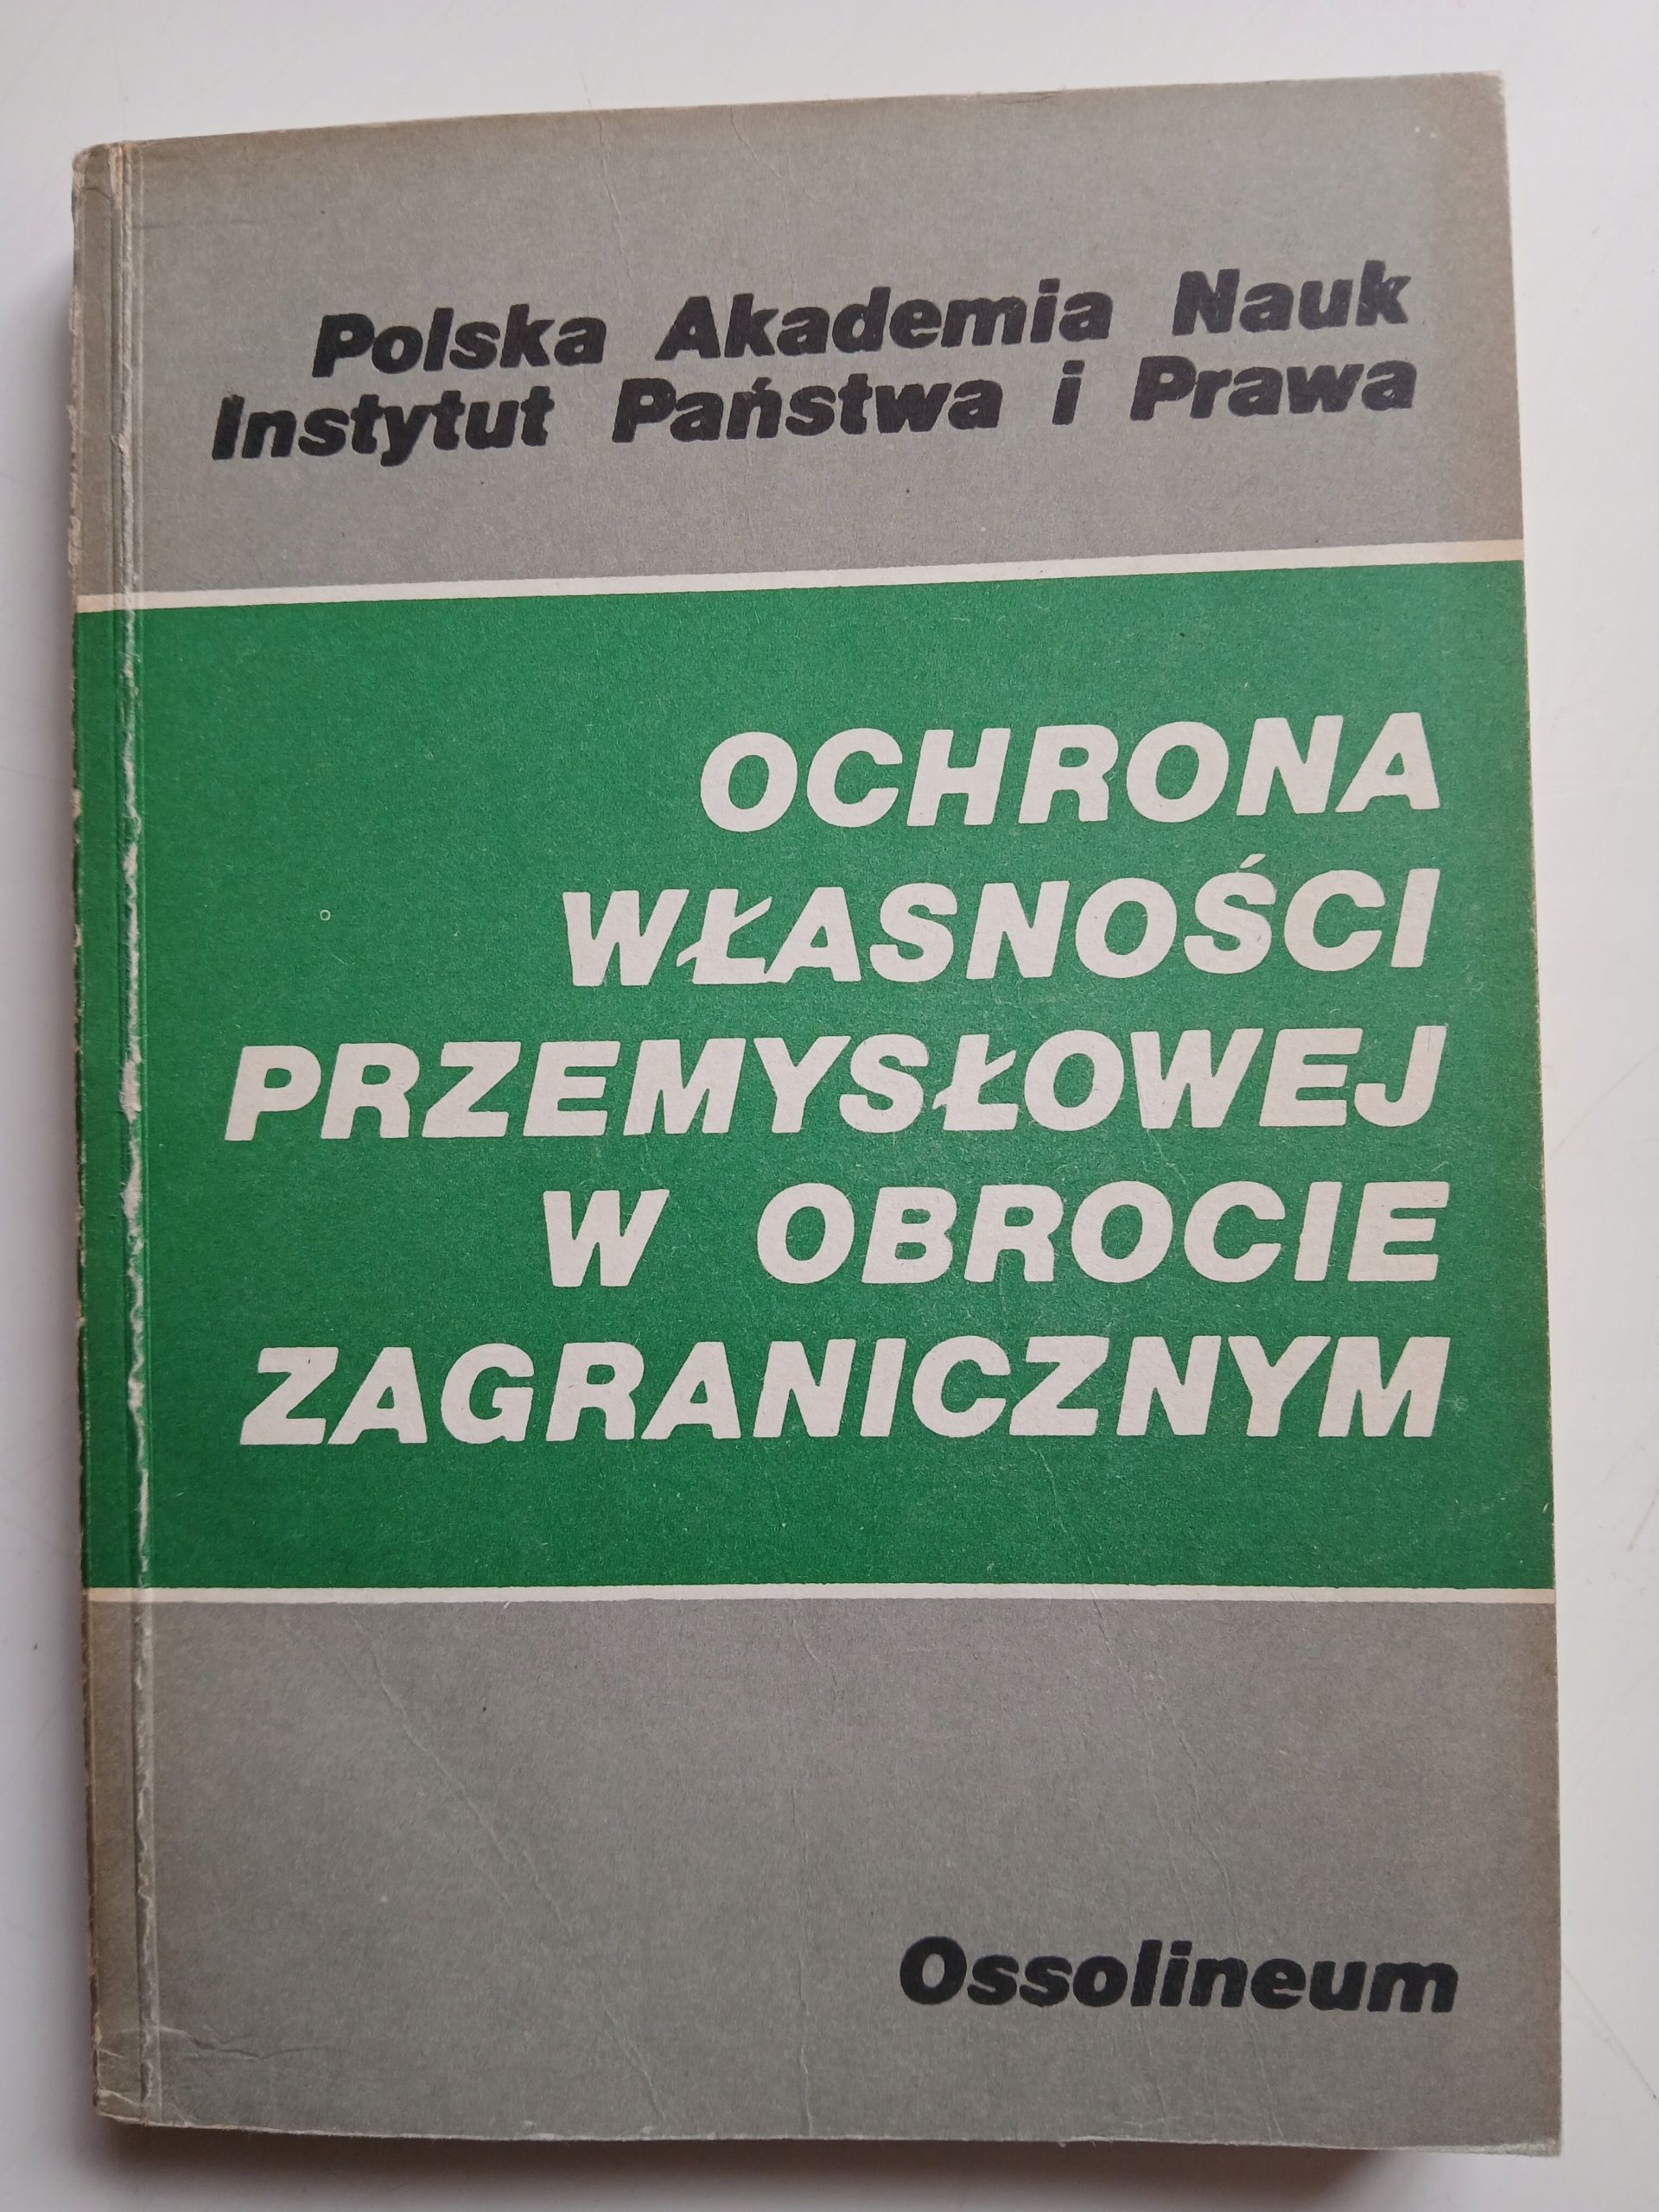 Polska Akademia Nauk
Instytut Państwa i Prawa
OCHRONA
WŁASNOŚCI
PRZEMYSŁOWEJ
W OBROCIE
ZAGRANICZNYM
Ossolineum